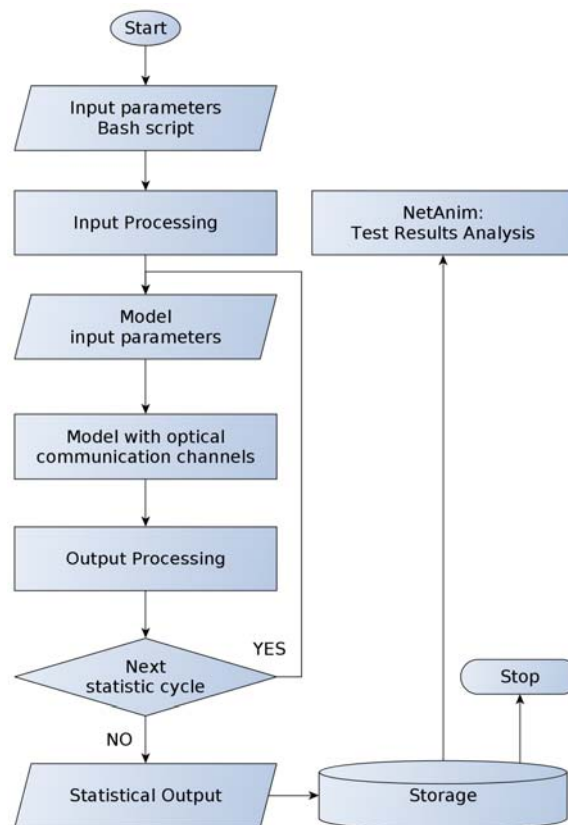 Start
Input parameters
Bash script
Input Processing
NetAnim:
Test Results Analysis
Model
input parameters
Model with optical
communication channels
Output Processing
YES
Next
statistic cycle
Stop
NO
Statistical Output
Storage